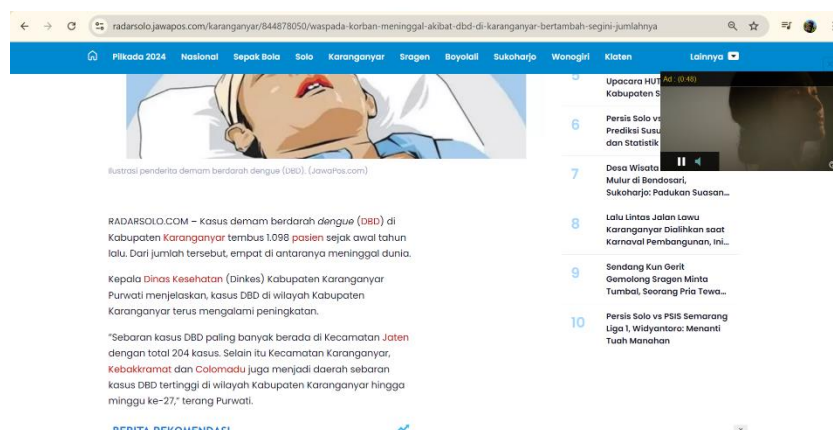 radarsolo.jawapos.com/karanganyar/844878050/waspada-korban-meninggal-akibat-dbd-di-karanganyar-bertambah-segini-jumlahnya
Pilkada 2024 Nasional Sepak Bola Solo Karanganyar Sragen Boyolali Sukoharjo Wonogiri Klaten Lainnya
Ilustrasi penderita demam berdarah dengue (DBD). (JawaPos.com)
RADARSOLO.COM – Kasus demam berdarah dengue (DBD) di
Kabupaten Karanganyar tembus 1.098 pasien sejak awal tahun
lalu. Dari jumlah tersebut, empat di antaranya meninggal dunia.
Kepala Dinas Kesehatan (Dinkes) Kabupaten Karanganyar
Purwati menjelaskan, kasus DBD di wilayah Kabupaten
Karanganyar terus mengalami peningkatan.
"Sebaran kasus DBD paling banyak berada di Kecamatan Jaten
dengan total 204 kasus. Selain itu Kecamatan Karanganyar,
Kebakkramat dan Colomadu juga menjadi daerah sebaran
kasus DBD tertinggi di wilayah Kabupaten Karanganyar hingga
minggu ke-27," terang Purwati.
BERITA REKOMENDASI
5
Upacara HUT
Kabupaten S
Ad : (0:48)
6
Persis Solo vs
Prediksi Susu
dan Statistik
7
Desa Wisata
Mulur di Bendosari,
Sukoharjo: Padukan Suasan...
8
Lalu Lintas Jalan Lawu
Karanganyar Dialihkan saat
Karnaval Pembangunan, Ini...
9
Sendang Kun Gerit
Gemolong Sragen Minta
Tumbal, Seorang Pria Tewa...
10
Persis Solo vs PSIS Semarang
Liga 1, Widyantoro: Menanti
Tuah Manahan